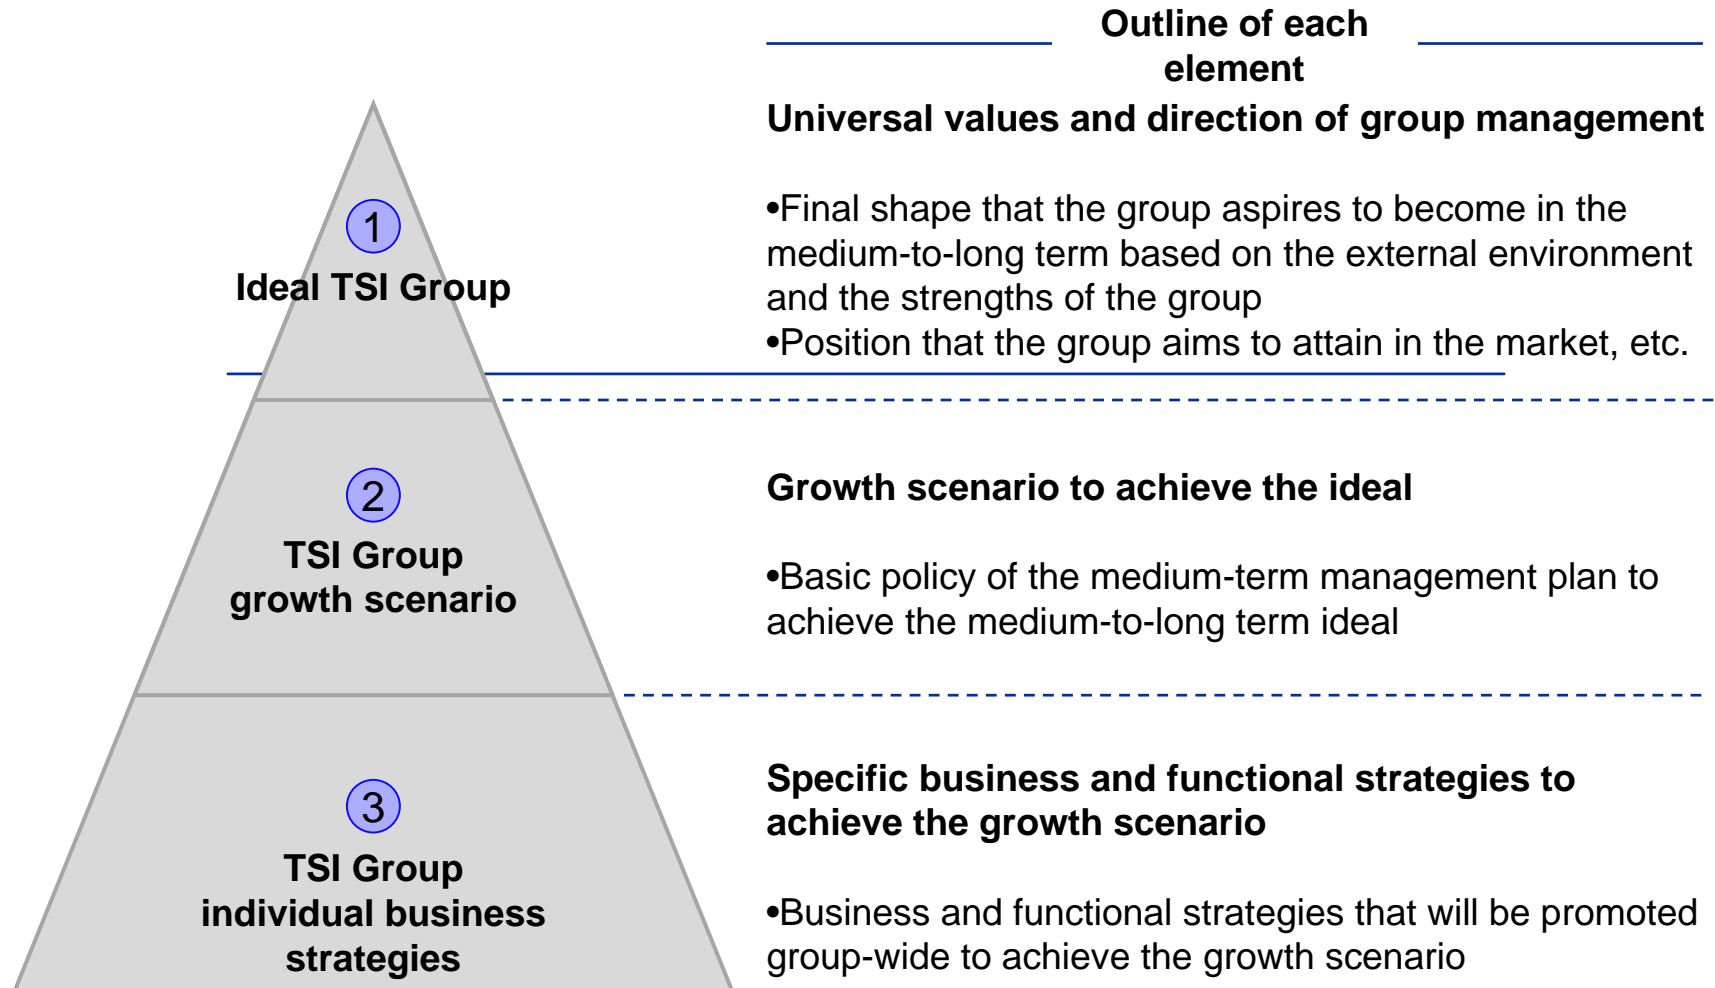 Outline of each
element
Universal values and direction of group management
•Final shape that the group aspires to become in the
medium-to-long term based on the external environment
and the strengths of the group
•Position that the group aims to attain in the market, etc.
1
Ideal TSI Group
Growth scenario to achieve the ideal
•Basic policy of the medium-term management plan to
achieve the medium-to-long term ideal
2
TSI Group
growth scenario
Specific business and functional strategies to
achieve the growth scenario
•Business and functional strategies that will be promoted
group-wide to achieve the growth scenario
3
TSI Group
individual business
strategies